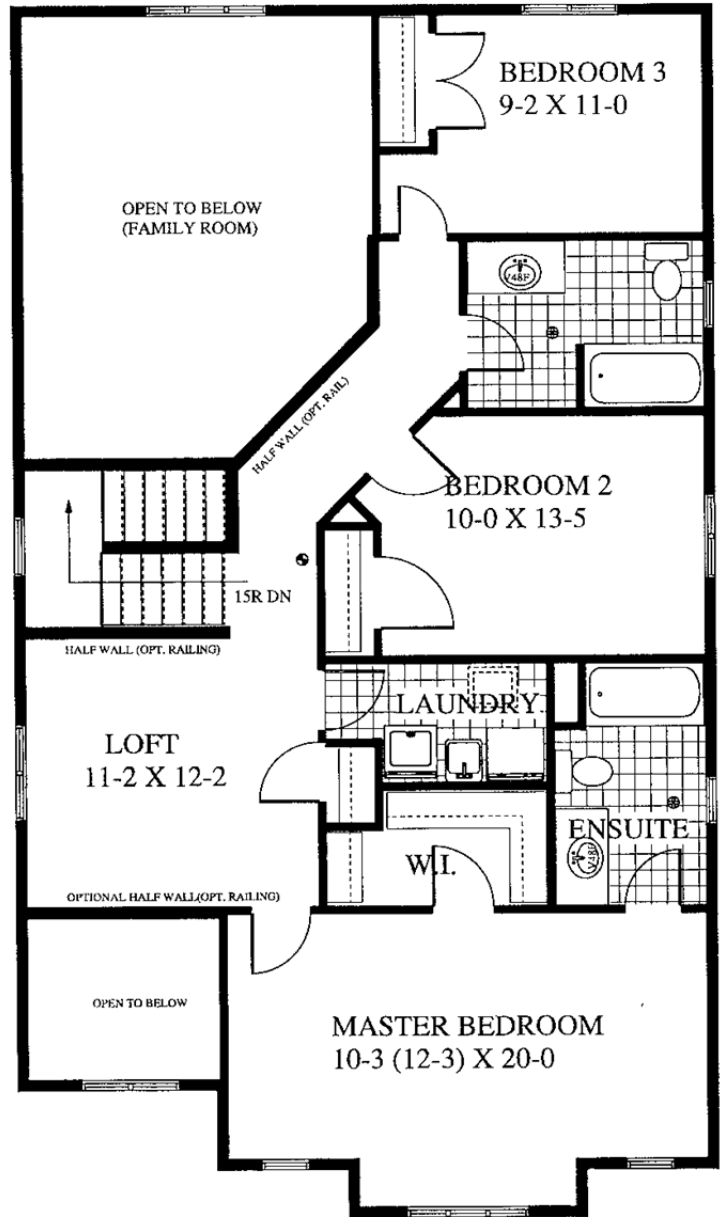 BEDROOM 3
9-2 X 11-0
OPEN TO BELOW
(FAMILY ROOM)
V48F
HALF WALL (OPT. RAIL)
BEDROOM 2
10-0 X 13-5
15R DN
HALF WALL (OPT. RAILING)
LAUNDRY
LOFT
11-2 X 12-2
ENSUITE
V48F
W.I.
OPTIONAL HALF WALL(OPT. RAILING)
OPEN TO BELOW
MASTER BEDROOM
10-3 (12-3) X 20-0